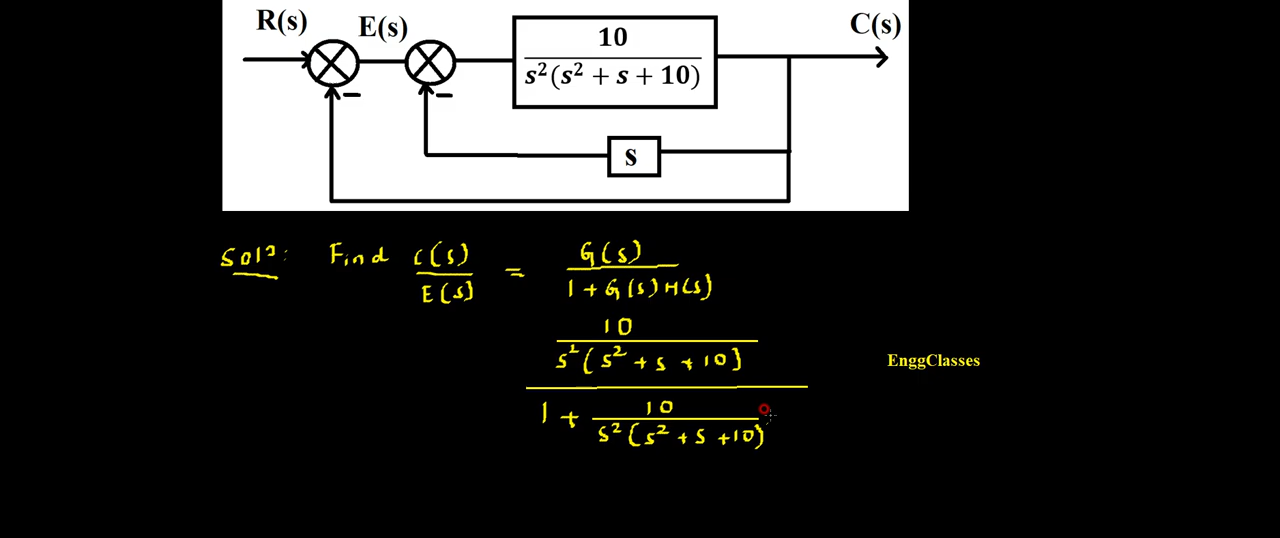 R(s) E(s) 10 C(s)
s²(s² + s + 10)
− −
s
Soln: Find C(s) = G(s)
E(s) 1 + G(s) H(s)
10
s²(s² + s + 10)
1 + 10
s²(s² + s + 10)
EnggClasses